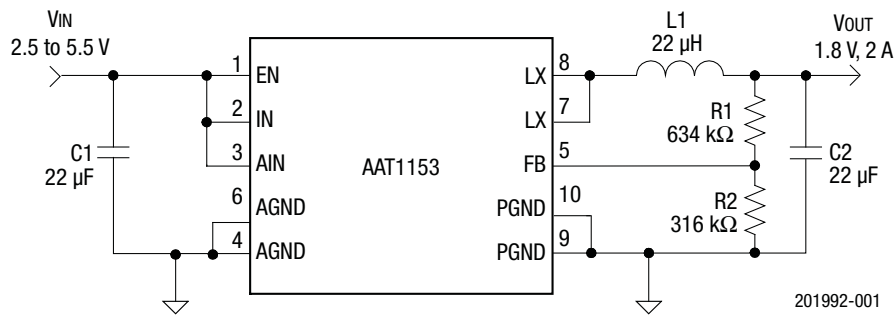 VIN
2.5 to 5.5 V
L1
22 µH
VOUT
1.8 V, 2 A
1
EN
8
LX
2
IN
7
LX
R1
634 kΩ
3
AIN
5
FB
C1
22 µF
AAT1153
C2
22 µF
6
AGND
10
PGND
R2
316 kΩ
4
AGND
9
PGND
201992-001